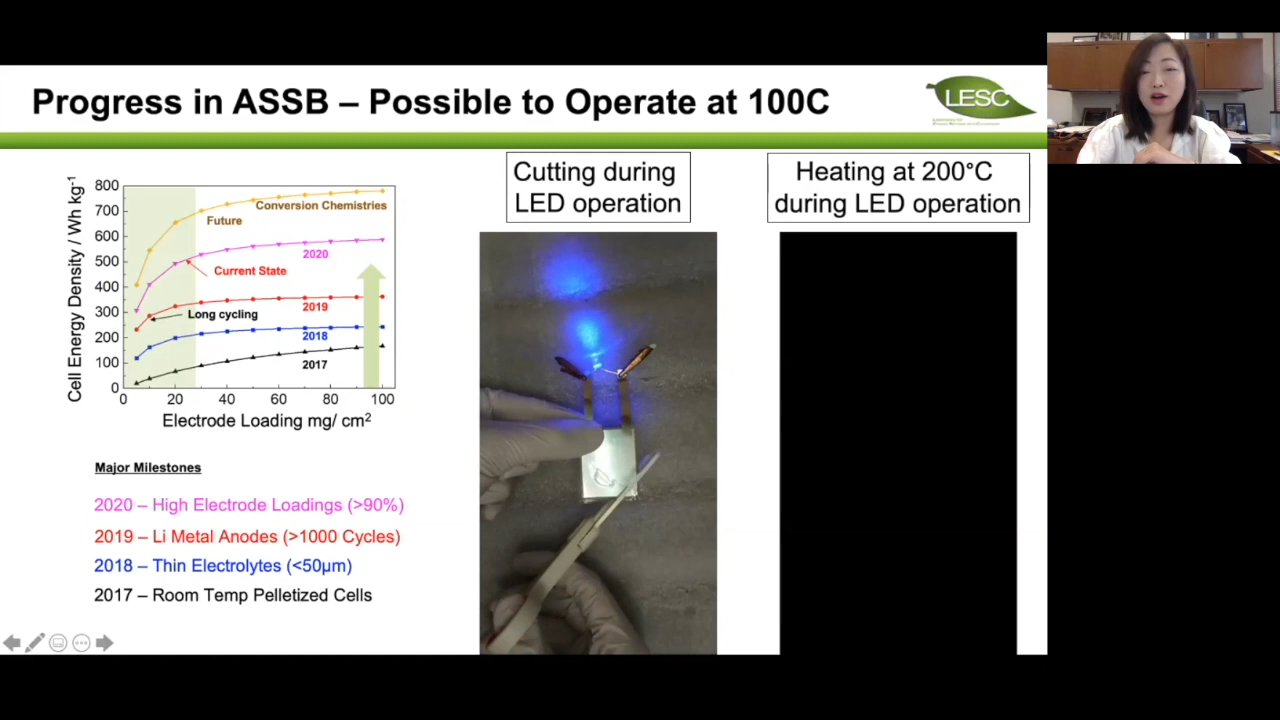 Progress in ASSB – Possible to Operate at 100C
LESC
Cutting during
LED operation
Heating at 200°C
during LED operation
Cell Energy Density / Wh kg-1
800
700
600
500
400
300
200
100
0
Conversion Chemistries
Future
2020
Current State
2019
Long cycling
2018
2017
0
20
40
60
80
100
Electrode Loading mg/ cm2
Major Milestones
2020 – High Electrode Loadings (>90%)
2019 – Li Metal Anodes (>1000 Cycles)
2018 – Thin Electrolytes (<50µm)
2017 – Room Temp Pelletized Cells